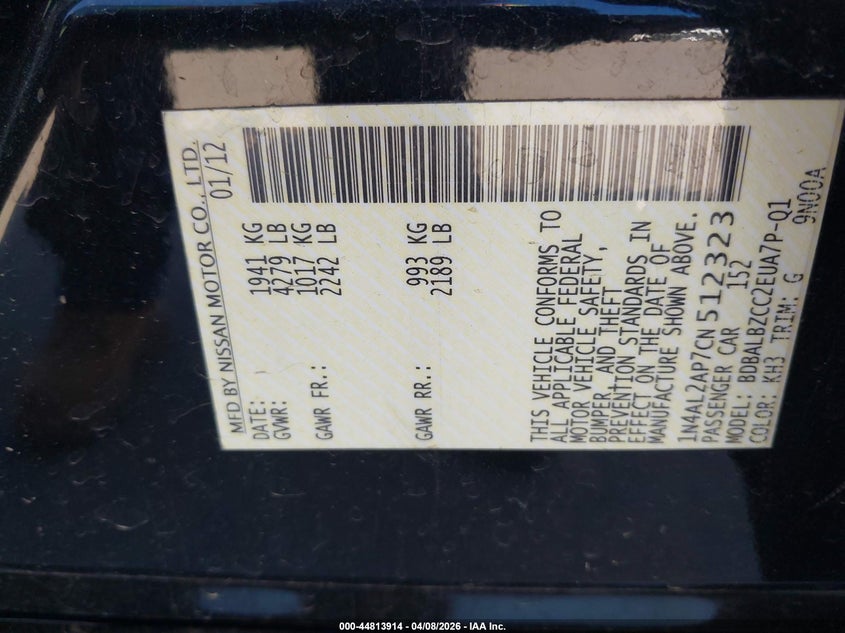 MFD BY NISSAN MOTOR CO., LTD.
DATE: 01/12
GVWR: 1941 KG
4279 LB
GAWR FR.: 1017 KG
2242 LB
GAWR RR.: 993 KG
2189 LB
THIS VEHICLE CONFORMS TO
ALL APPLICABLE FEDERAL
MOTOR VEHICLE SAFETY,
BUMPER, AND THEFT
PREVENTION STANDARDS IN
EFFECT ON THE DATE OF
MANUFACTURE SHOWN ABOVE.
1N4AL2AP7CN512323
PASSENGER CAR 152
MODEL: BDBALBZCC2EUA7P-Q1
COLOR: KH3 TRIM: G 9N00A
000-44813914 - 04/08/2026 - IAA Inc.